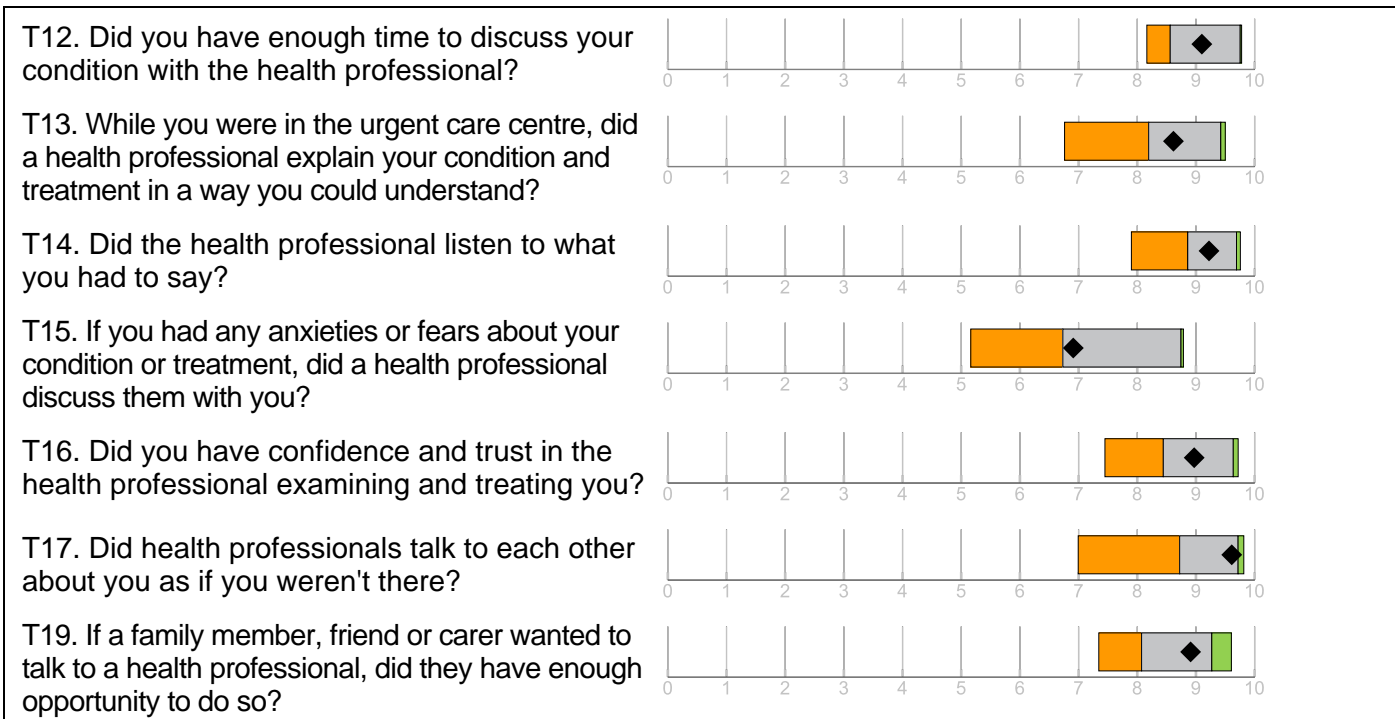 T12. Did you have enough time to discuss your
condition with the health professional?
0 1 2 3 4 5 6 7 8 9 10
T13. While you were in the urgent care centre, did
a health professional explain your condition and
treatment in a way you could understand?
0 1 2 3 4 5 6 7 8 9 10
T14. Did the health professional listen to what
you had to say?
0 1 2 3 4 5 6 7 8 9 10
T15. If you had any anxieties or fears about your
condition or treatment, did a health professional
discuss them with you?
0 1 2 3 4 5 6 7 8 9 10
T16. Did you have confidence and trust in the
health professional examining and treating you?
0 1 2 3 4 5 6 7 8 9 10
T17. Did health professionals talk to each other
about you as if you weren't there?
0 1 2 3 4 5 6 7 8 9 10
T19. If a family member, friend or carer wanted to
talk to a health professional, did they have enough
opportunity to do so?
0 1 2 3 4 5 6 7 8 9 10